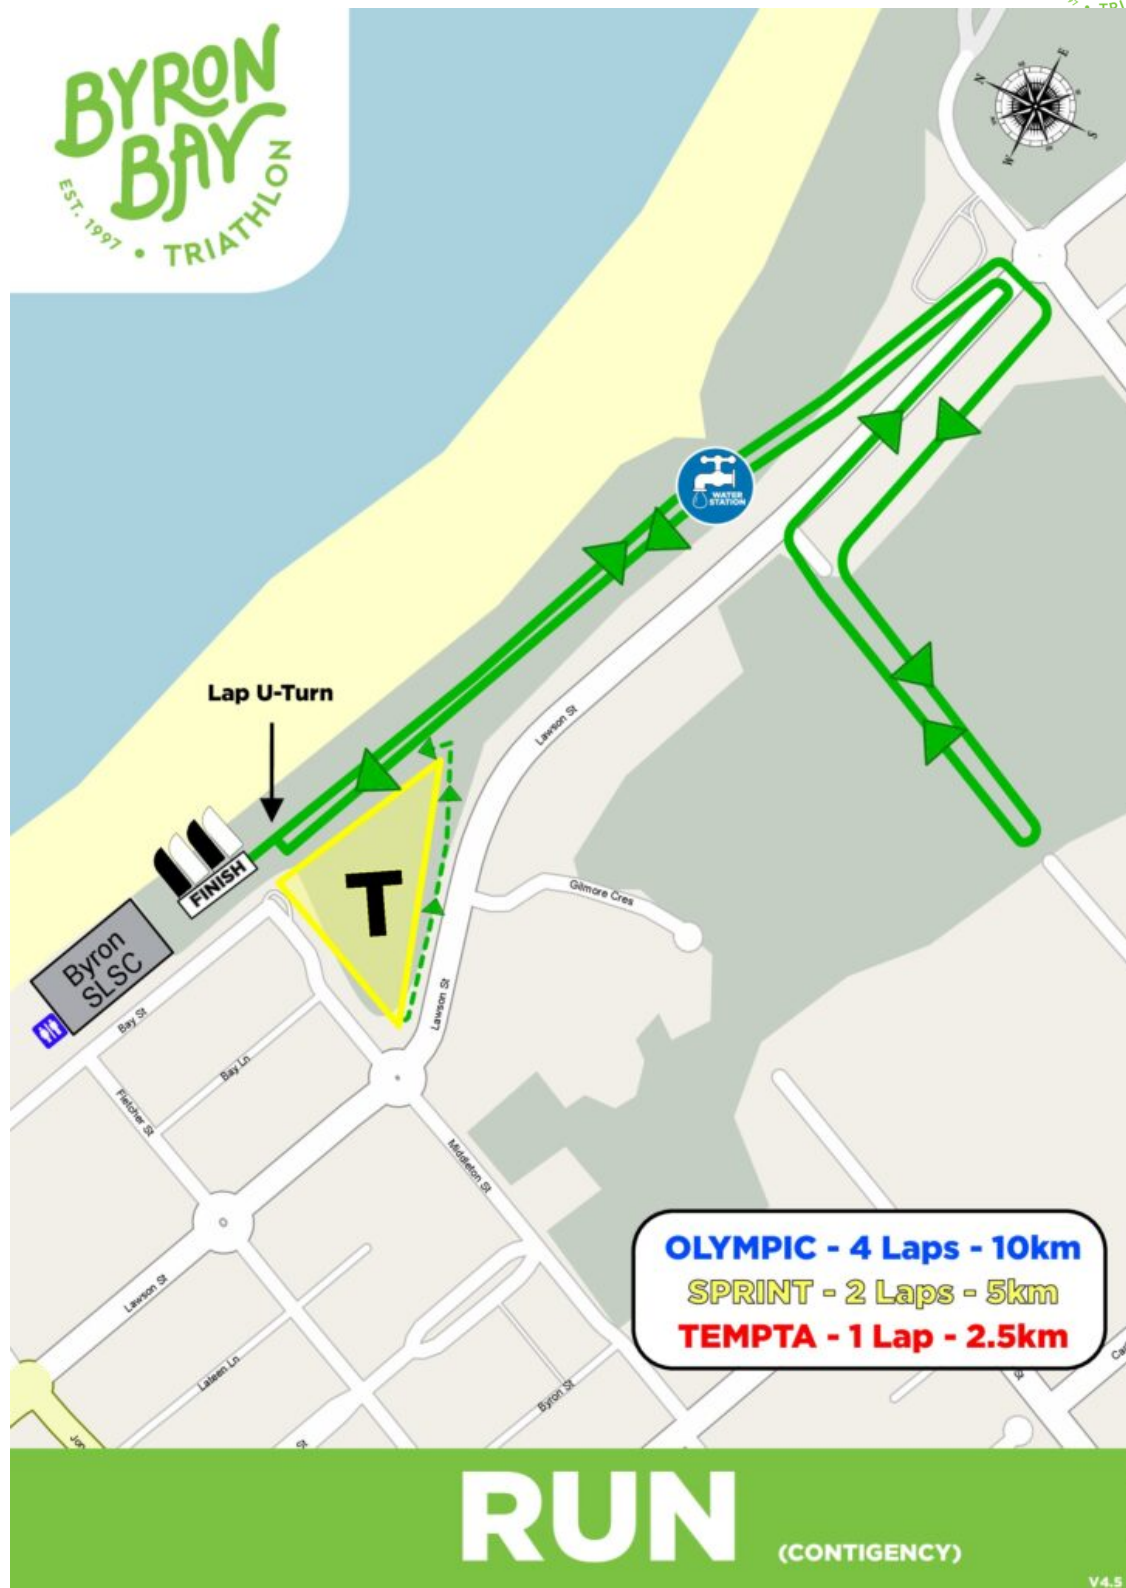 BYRON
BAY
EST. 1997 • TRIATHLON
N
E
S
W
WATER
STATION
Lap U-Turn
Lawson St
FINISH
T
Gilmore Cres
Byron
SLSC
Lawson St
Bay St
Bay Ln
Fletcher St
Middleton St
OLYMPIC - 4 Laps - 10km
SPRINT - 2 Laps - 5km
TEMPTA - 1 Lap - 2.5km
Lawson St
Lateen Ln
Byron St
St
St
RUN
(CONTIGENCY)
V4.5